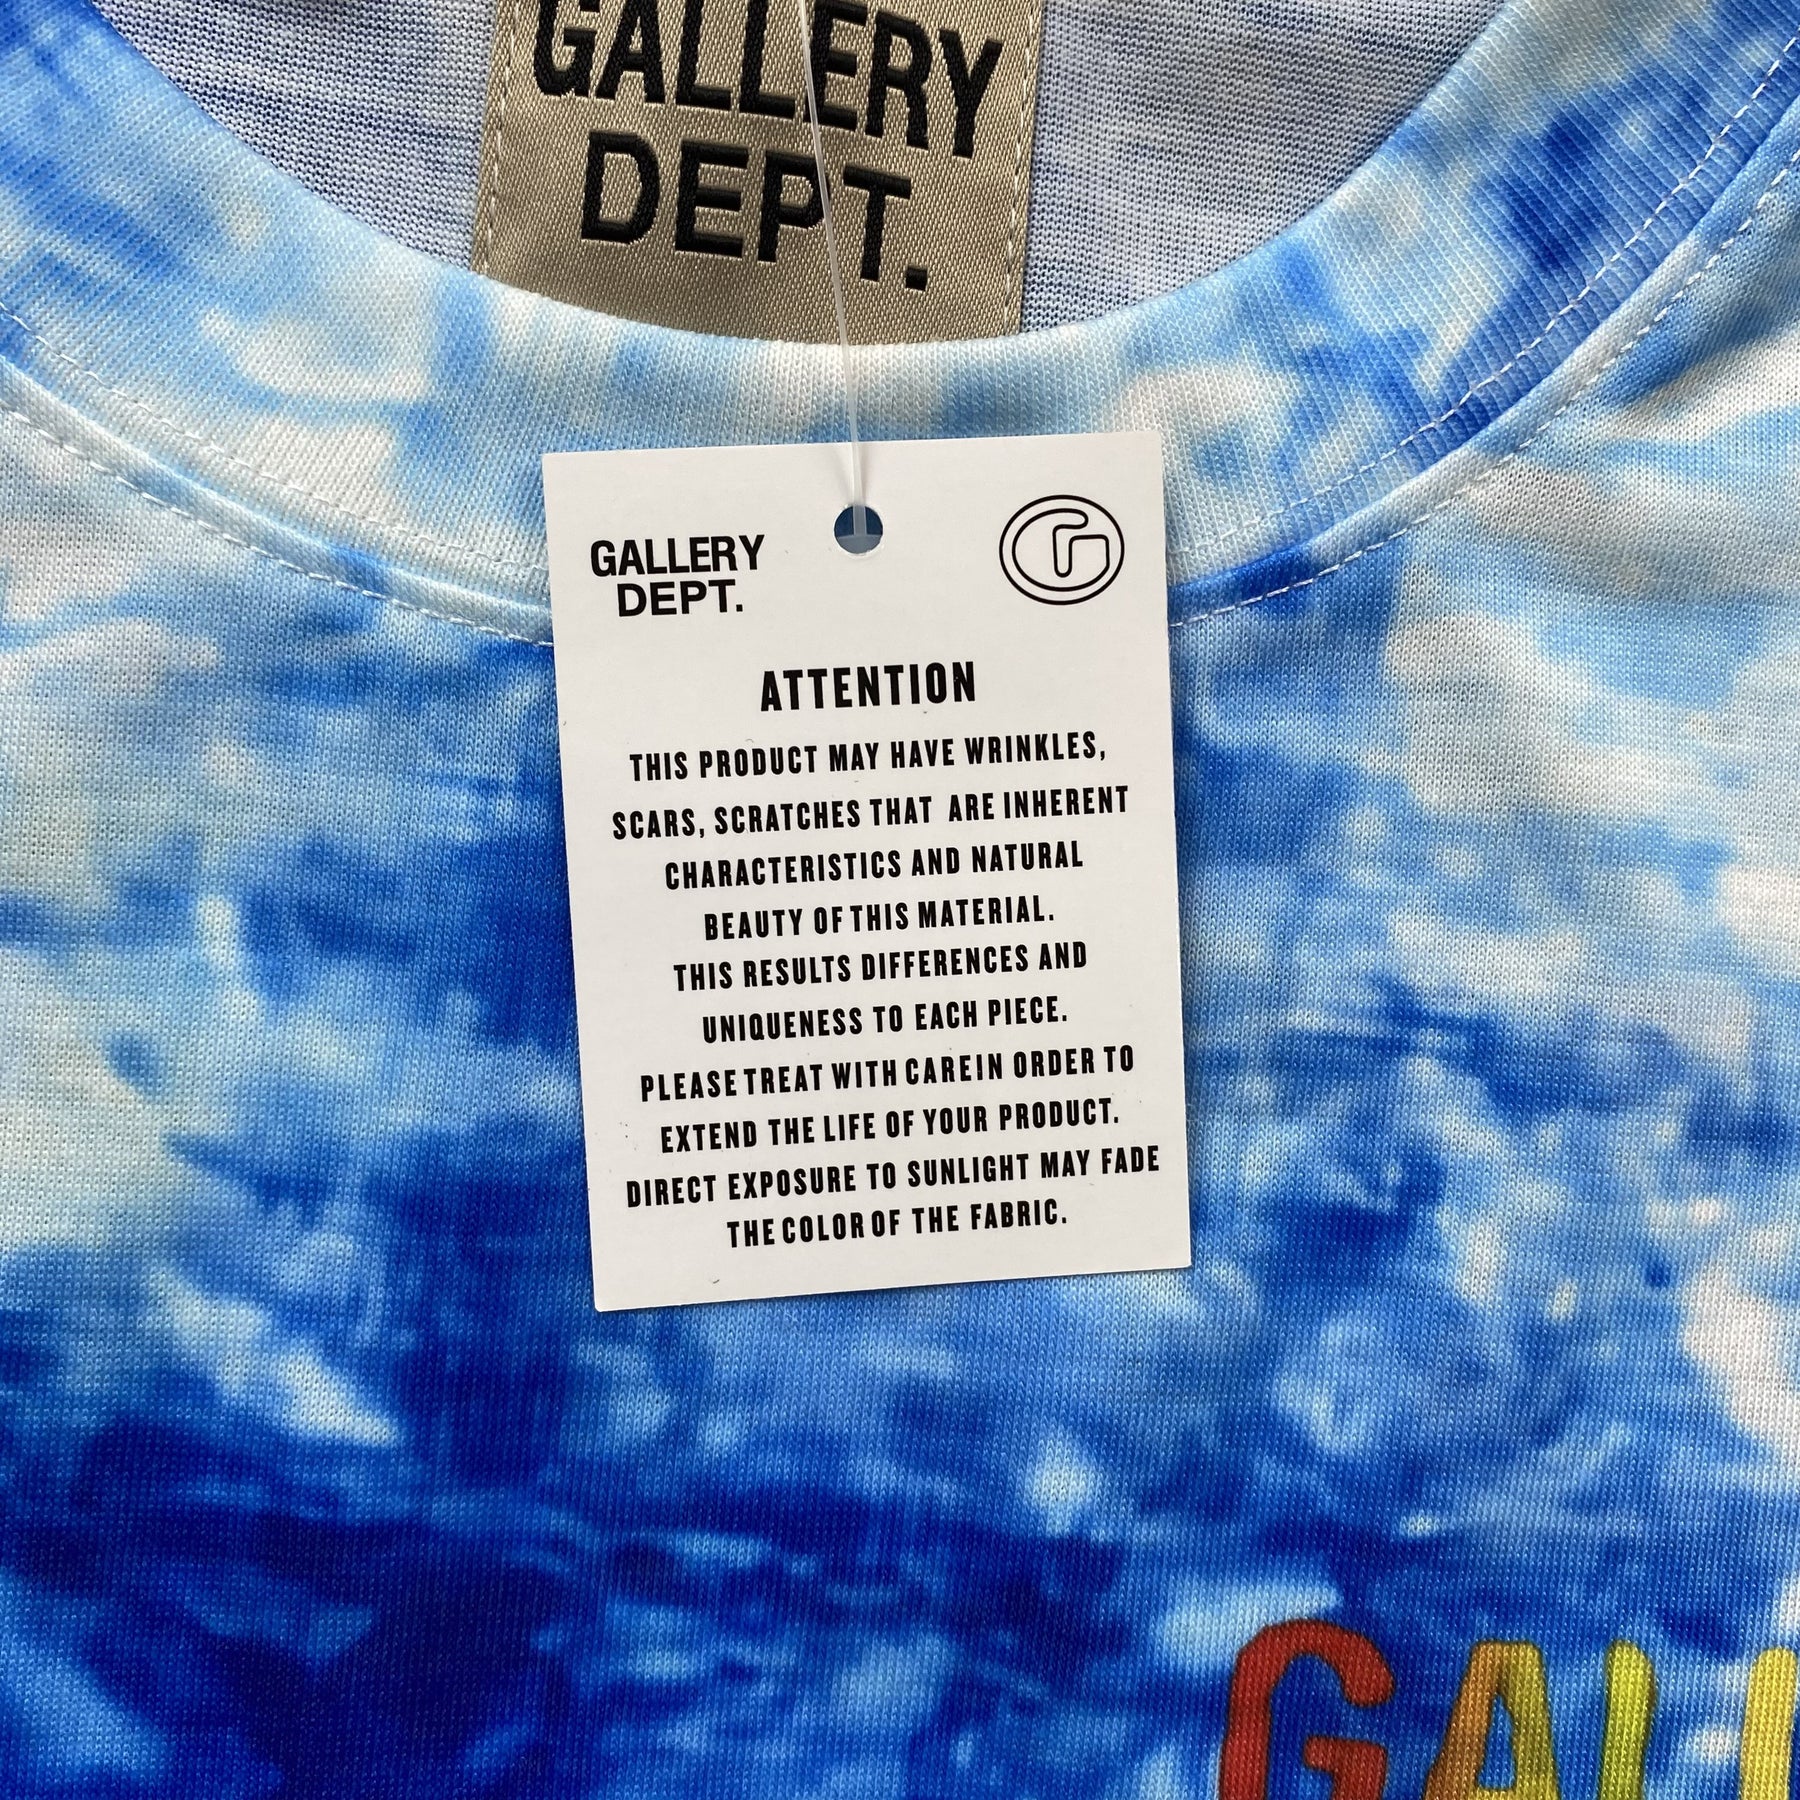 GALLERY
DEPT.
GALLERY
DEPT.
ATTENTION
THIS PRODUCT MAY HAVE WRINKLES,
SCARS, SCRATCHES THAT ARE INHERENT
CHARACTERISTICS AND NATURAL
BEAUTY OF THIS MATERIAL.
THIS RESULTS DIFFERENCES AND
UNIQUENESS TO EACH PIECE.
PLEASE TREAT WITH CAREIN ORDER TO
EXTEND THE LIFE OF YOUR PRODUCT.
DIRECT EXPOSURE TO SUNLIGHT MAY FADE
THE COLOR OF THE FABRIC.
GALL